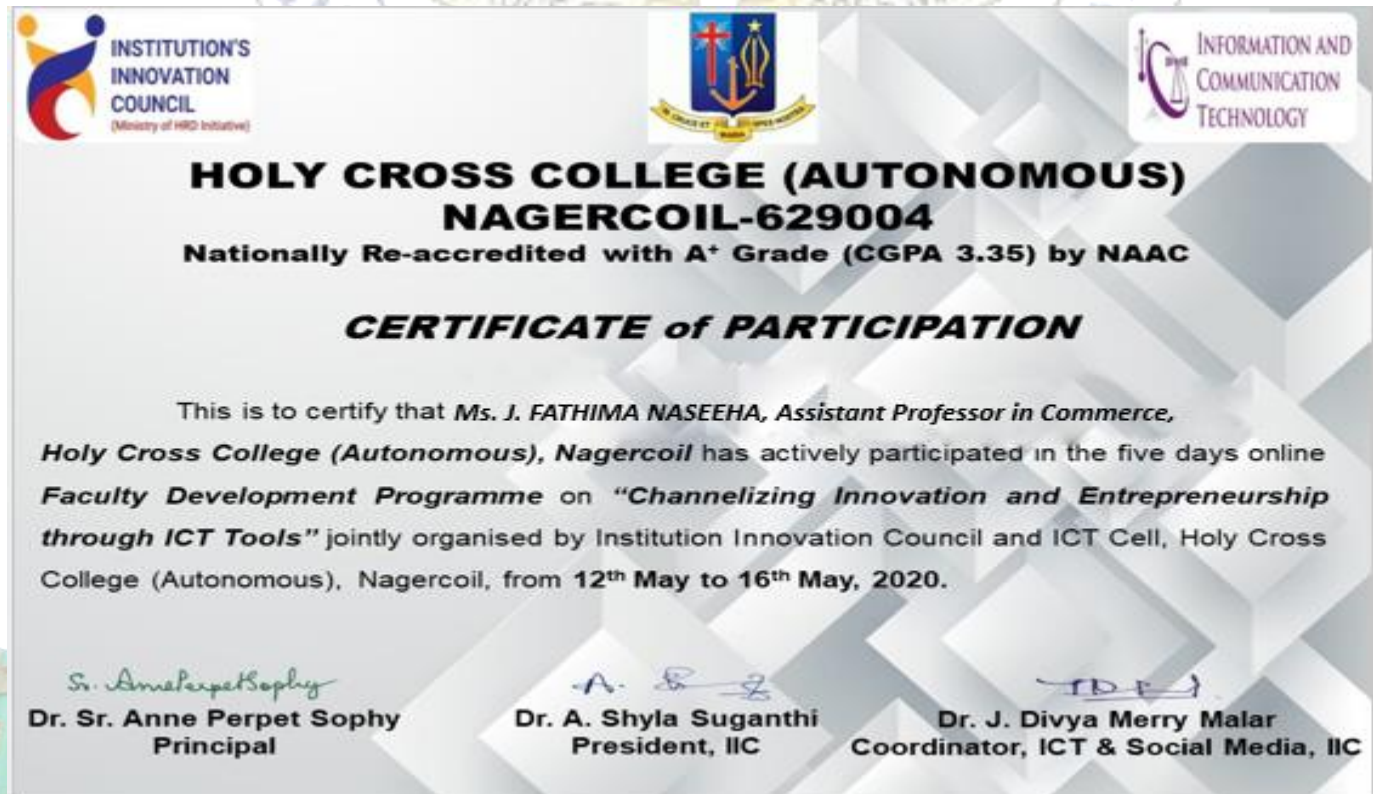 INSTITUTION'S
INNOVATION
COUNCIL
(Ministry of HRD Initiative)
INFORMATION AND
COMMUNICATION
TECHNOLOGY
HOLY CROSS COLLEGE (AUTONOMOUS)
NAGERCOIL-629004
Nationally Re-accredited with A⁺ Grade (CGPA 3.35) by NAAC
CERTIFICATE of PARTICIPATION
This is to certify that Ms. J. FATHIMA NASEEHA, Assistant Professor in Commerce,
Holy Cross College (Autonomous), Nagercoil has actively participated in the five days online
Faculty Development Programme on “Channelizing Innovation and Entrepreneurship
through ICT Tools” jointly organised by Institution Innovation Council and ICT Cell, Holy Cross
College (Autonomous), Nagercoil, from 12ᵗʰ May to 16ᵗʰ May, 2020.
Sr. Anne Perpet Sophy
Dr. Sr. Anne Perpet Sophy
Principal
Dr. A. Shyla Suganthi
President, IIC
Dr. J. Divya Merry Malar
Coordinator, ICT & Social Media, IIC